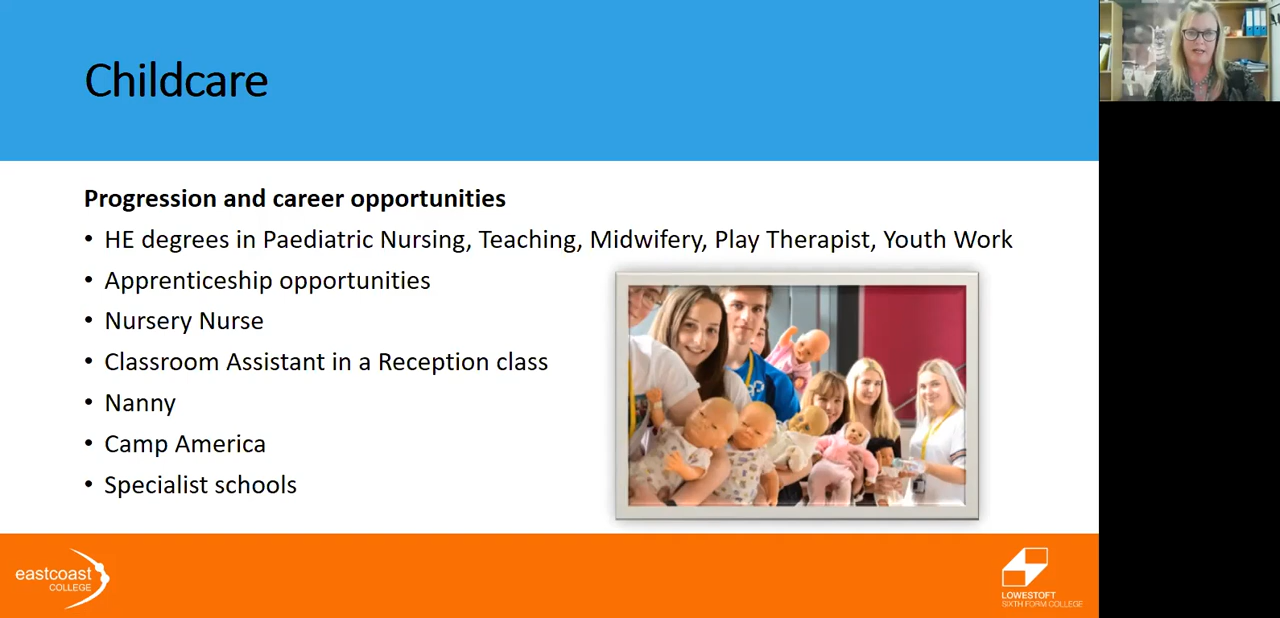 Childcare
Progression and career opportunities
• HE degrees in Paediatric Nursing, Teaching, Midwifery, Play Therapist, Youth Work
• Apprenticeship opportunities
• Nursery Nurse
• Classroom Assistant in a Reception class
• Nanny
• Camp America
• Specialist schools
eastcoast
COLLEGE
LOWESTOFT
SIXTH FORM COLLEGE